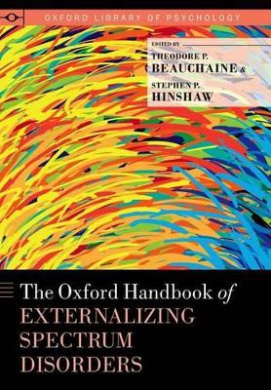 OXFORD LIBRARY OF PSYCHOLOGY
EDITED BY
THEODORE P.
BEAUCHAINE &
STEPHEN P.
HINSHAW
The Oxford Handbook of
EXTERNALIZING
SPECTRUM
DISORDERS